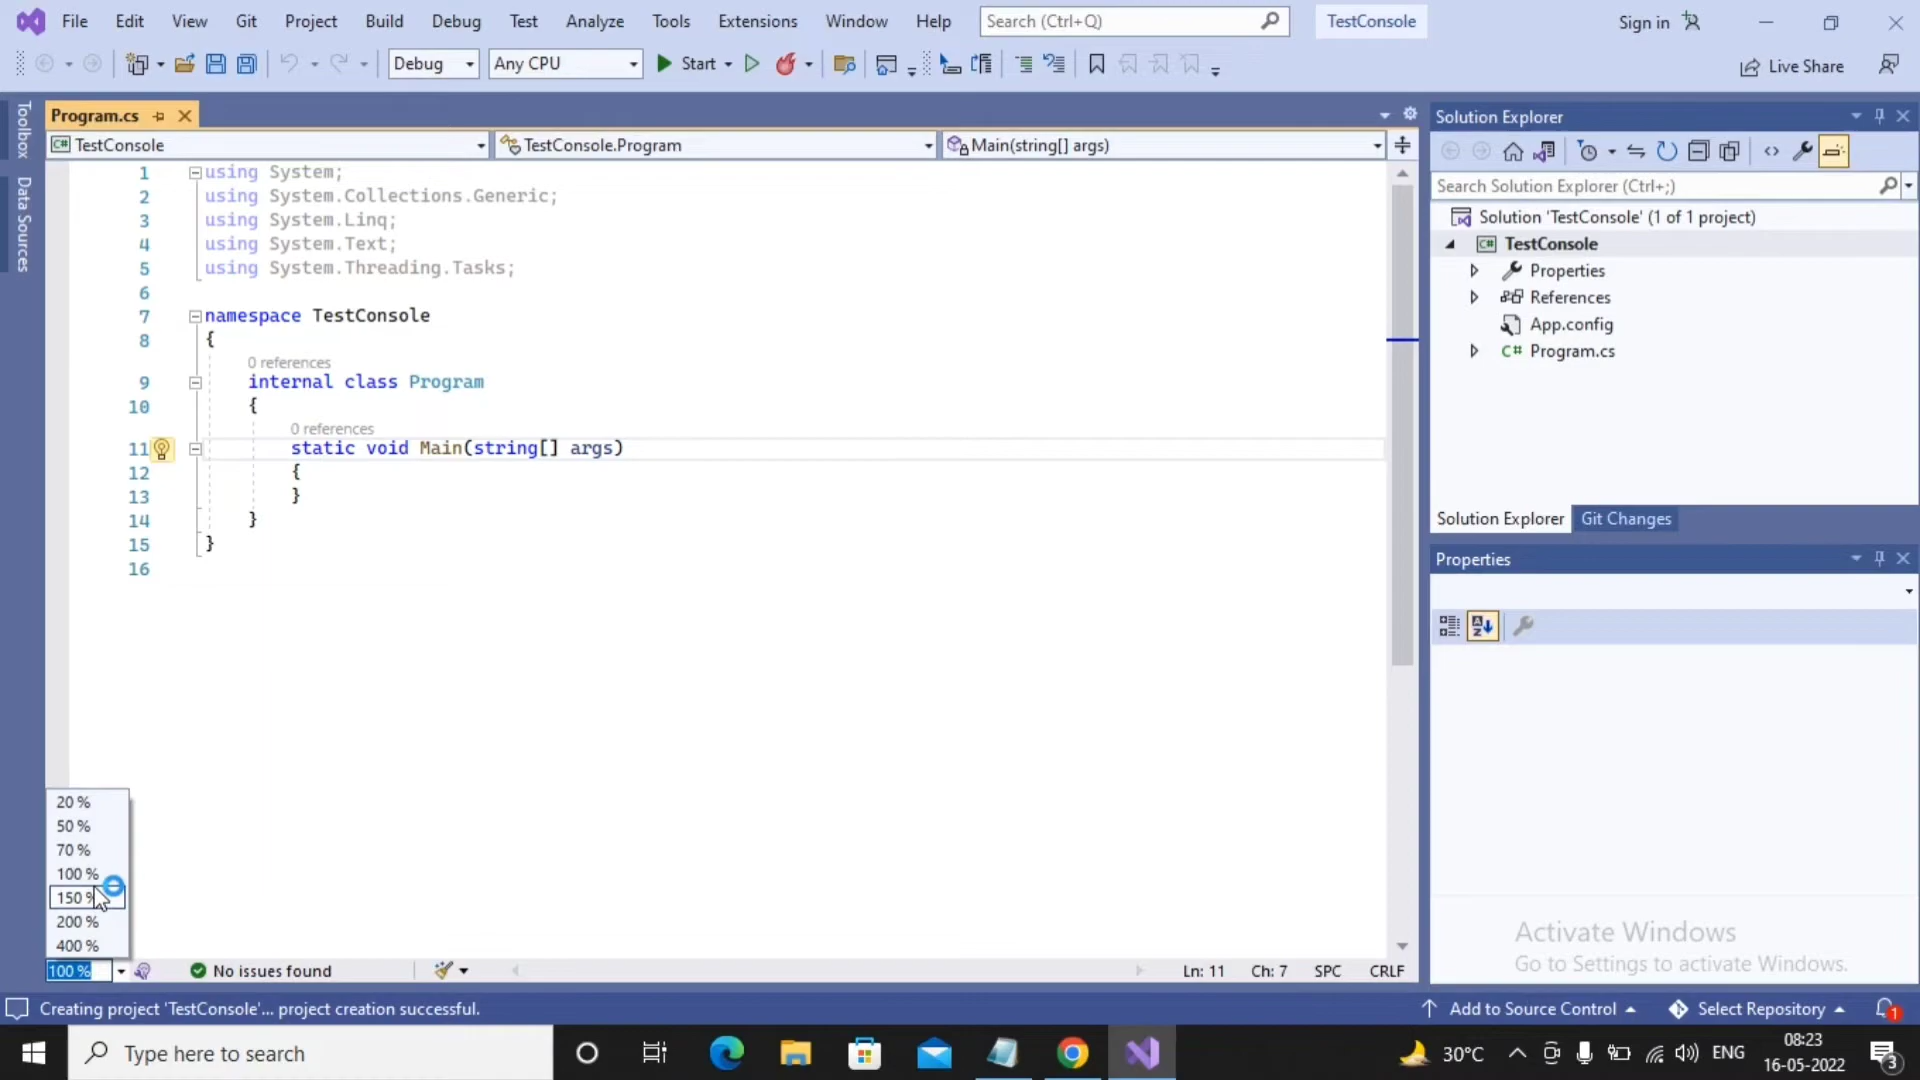 File Edit View Git Project Build Debug Test Analyze Tools Extensions Window Help Search (Ctrl+Q) TestConsole Sign in
Debug Any CPU Start Live Share
Toolbox
Data Sources
Program.cs
TestConsole TestConsole.Program Main(string[] args)
1 using System;
2 using System.Collections.Generic;
3 using System.Linq;
4 using System.Text;
5 using System.Threading.Tasks;
6
7 namespace TestConsole
8 {
0 references
9 internal class Program
10 {
0 references
11 static void Main(string[] args)
12 {
13 }
14 }
15 }
16
20 %
50 %
70 %
100 %
150 %
200 %
400 %
100 % No issues found Ln: 11 Ch: 7 SPC CRLF
Solution Explorer
Search Solution Explorer (Ctrl+;)
Solution 'TestConsole' (1 of 1 project)
C# TestConsole
Properties
References
App.config
C# Program.cs
Solution Explorer Git Changes
Properties
Activate Windows
Go to Settings to activate Windows.
Creating project 'TestConsole'... project creation successful. Add to Source Control Select Repository 1
Type here to search 30°C ENG 08:23
16-05-2022 3